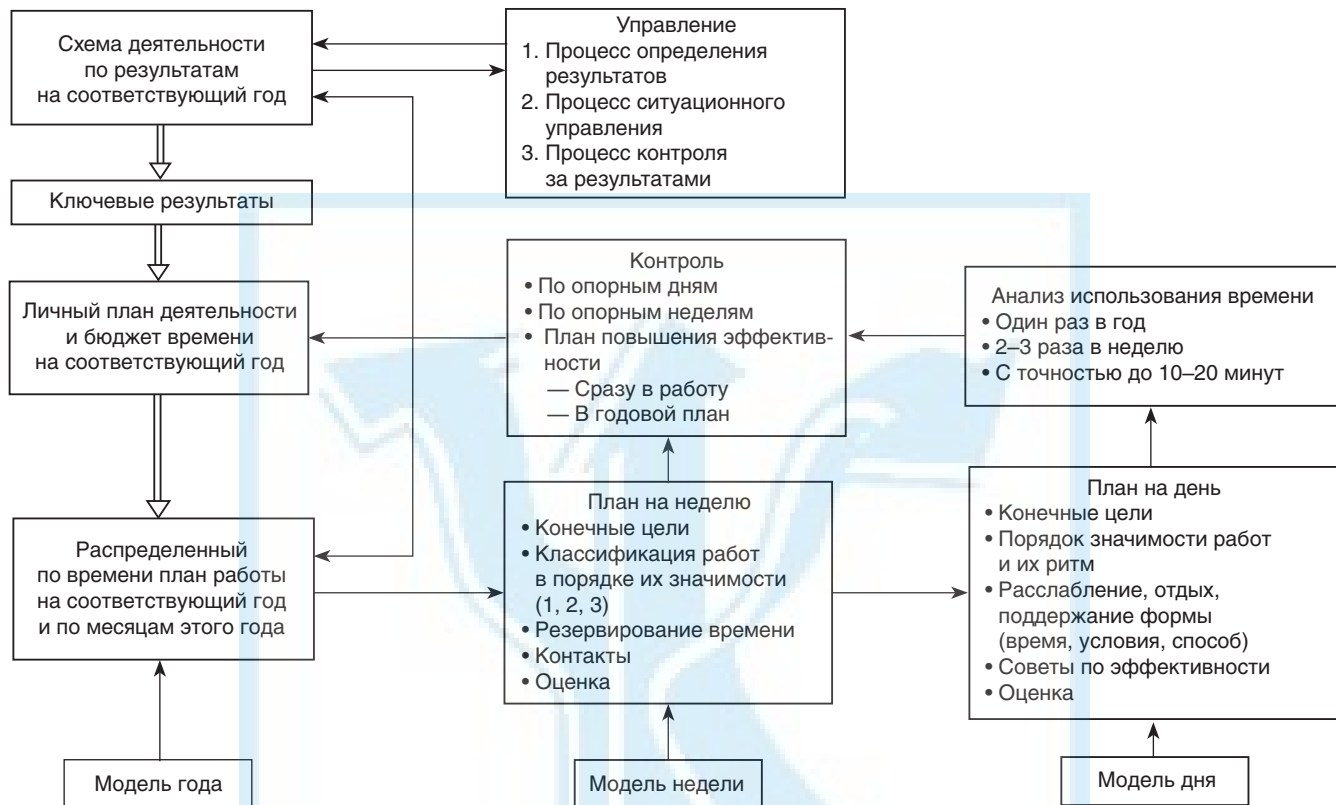 Схема деятельности
по результатам
на соответствующий год
Управление
1. Процесс определения
результатов
2. Процесс ситуационного
управления
3. Процесс контроля
за результатами
Ключевые результаты
Личный план деятельности
и бюджет времени
на соответствующий год
Контроль
• По опорным дням
• По опорным неделям
• План повышения эффектив-
ности
— Сразу в работу
— В годовой план
Анализ использования времени
• Один раз в год
• 2–3 раза в неделю
• С точностью до 10–20 минут
Распределенный
по времени план работы
на соответствующий год
и по месяцам этого года
План на неделю
• Конечные цели
• Классификация работ
в порядке их значимости
(1, 2, 3)
• Резервирование времени
• Контакты
• Оценка
План на день
• Конечные цели
• Порядок значимости работ
и их ритм
• Расслабление, отдых,
поддержание формы
(время, условия, способ)
• Советы по эффективности
• Оценка
Модель года
Модель недели
Модель дня